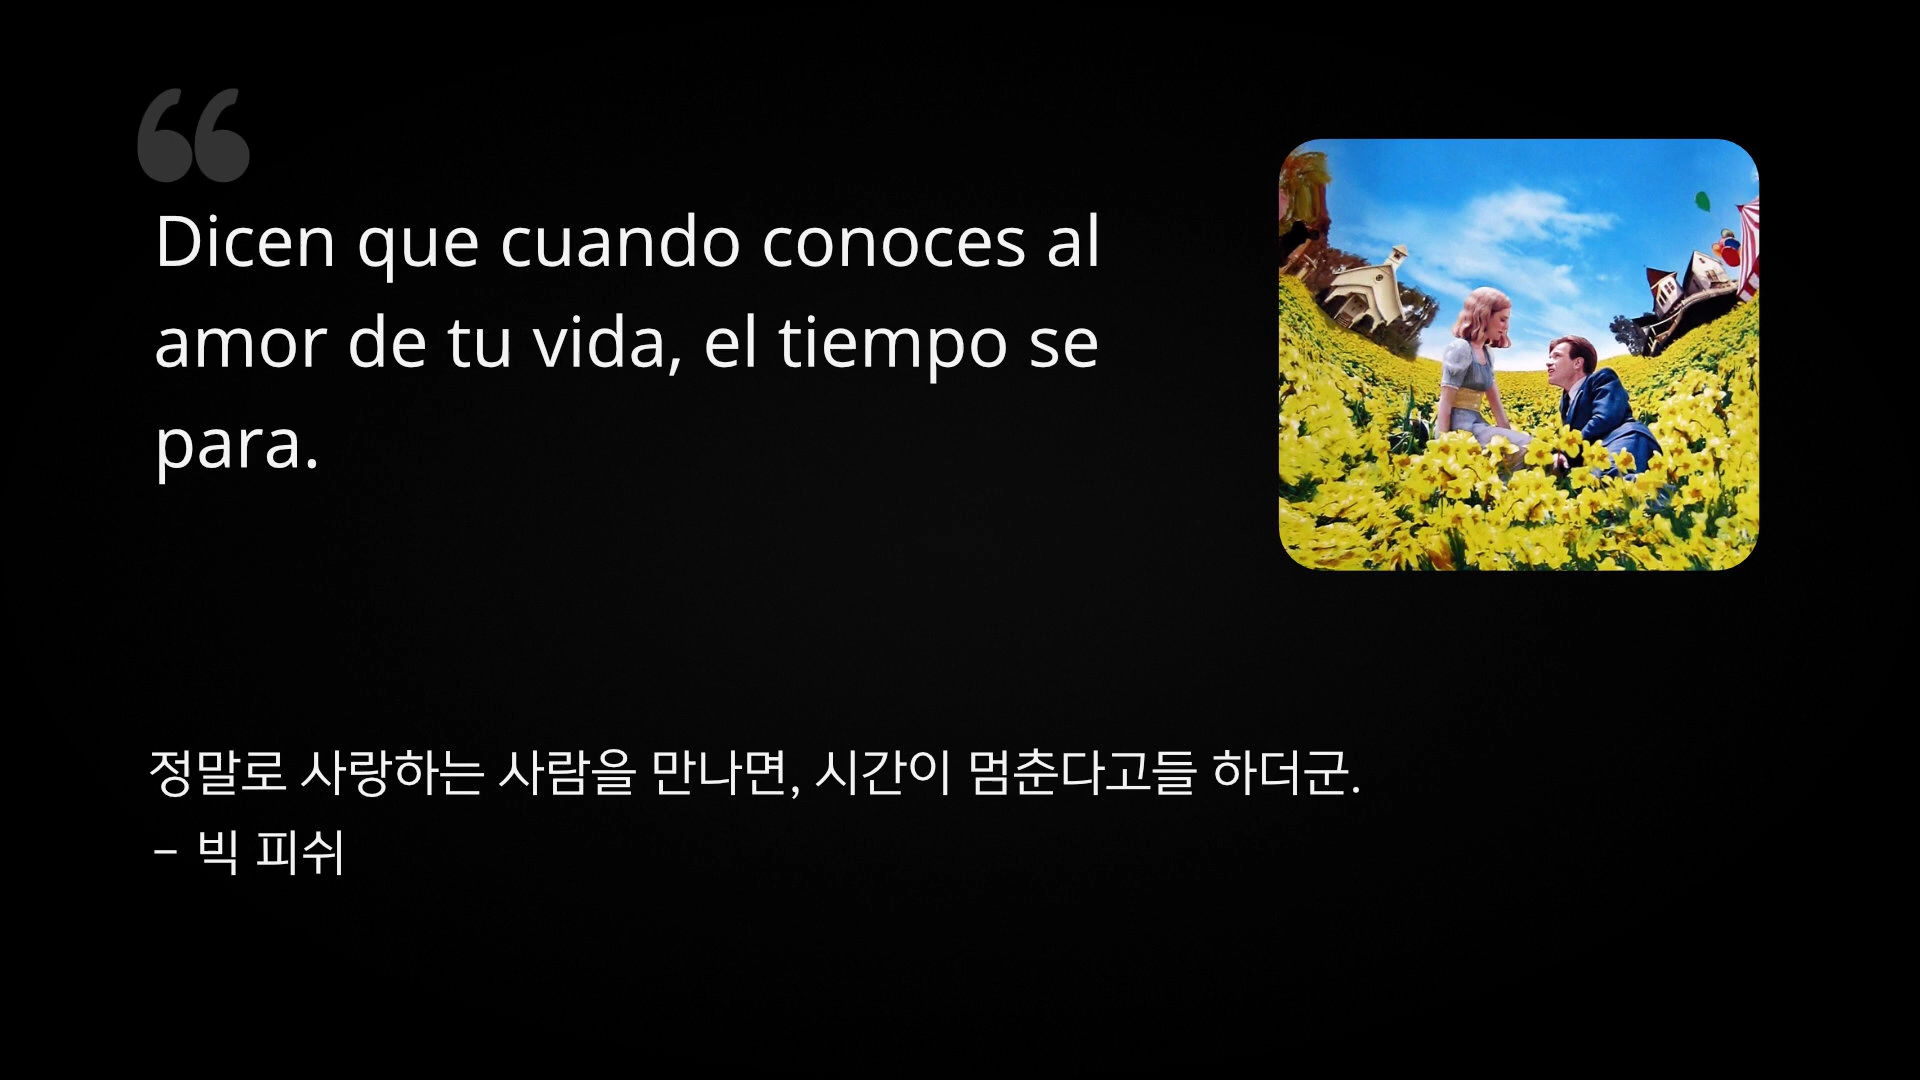 “
Dicen que cuando conoces al
amor de tu vida, el tiempo se
para.
정말로 사랑하는 사람을 만나면, 시간이 멈춘다고들 하더군.
– 빅 피쉬